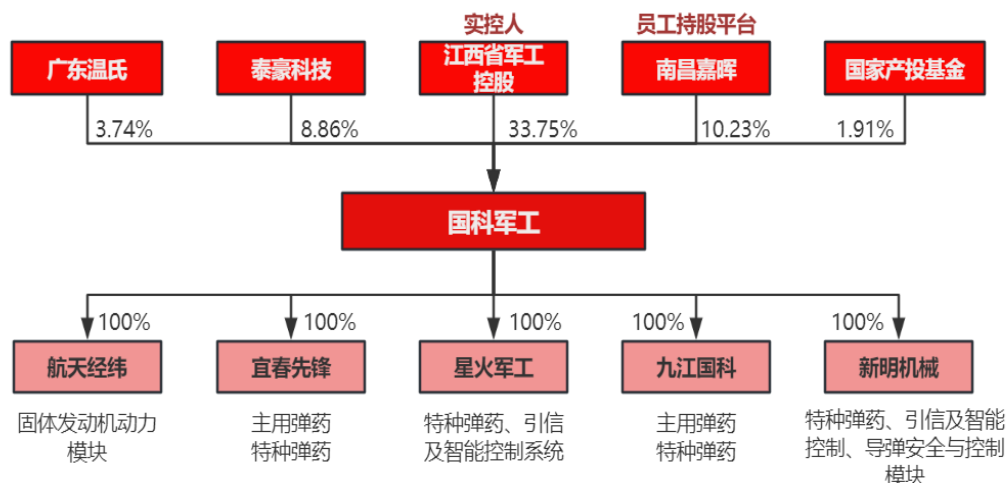 实控人
员工持股平台
广东温氏
泰豪科技
江西省军工
控股
南昌嘉晖
国家产投基金
3.74%
8.86%
33.75%
10.23%
1.91%
国科军工
100%
100%
100%
100%
100%
航天经纬
宜春先锋
星火军工
九江国科
新明机械
固体发动机动力
模块
主用弹药
特种弹药
特种弹药、引信
及智能控制系统
主用弹药
特种弹药
特种弹药、引信及智能
控制、导弹安全与控制
模块